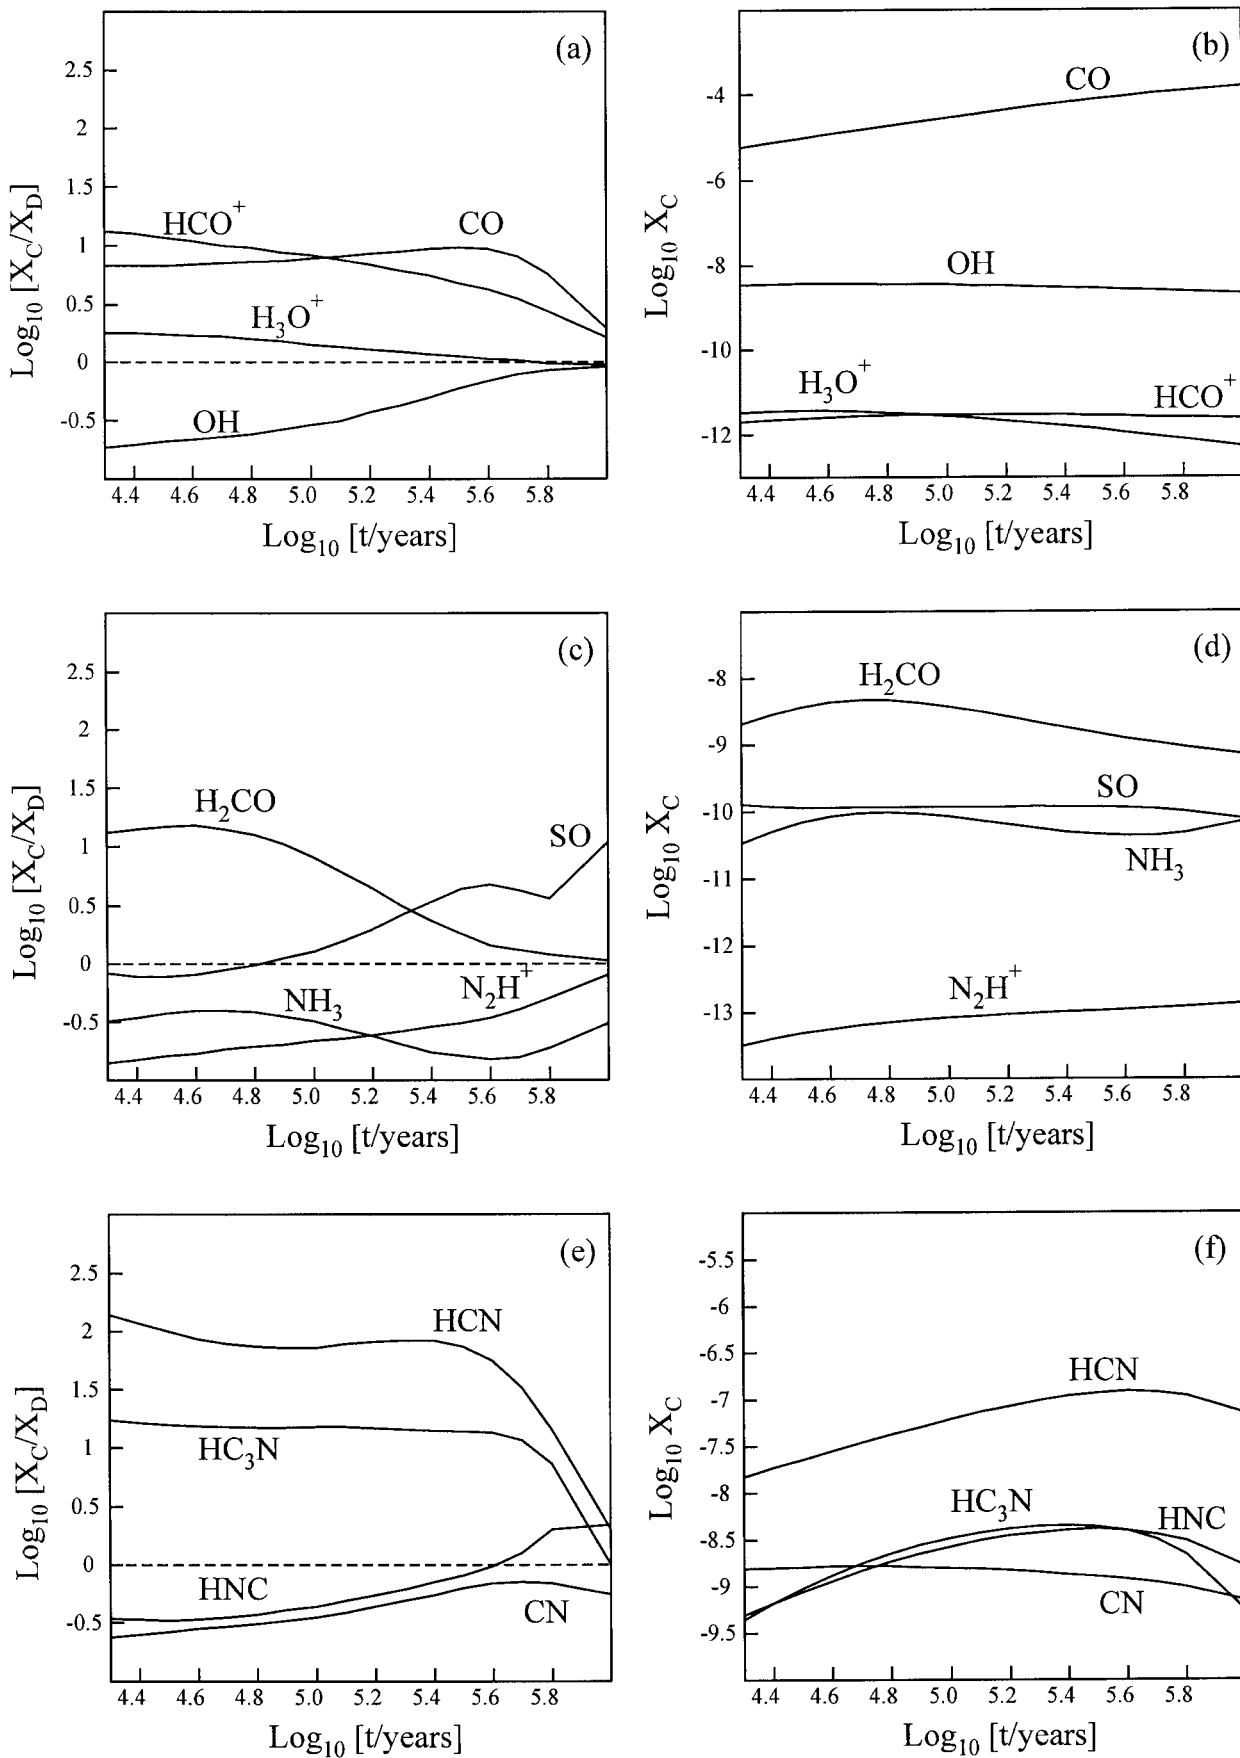 (a)
2.5
2
1.5
1
0.5
0
-0.5
Log10 [XC/XD]
HCO+
CO
H3O+
OH
4.4 4.6 4.8 5.0 5.2 5.4 5.6 5.8
Log10 [t/years]
(b)
-4
-6
-8
-10
-12
Log10 XC
CO
OH
H3O+
HCO+
4.4 4.6 4.8 5.0 5.2 5.4 5.6 5.8
Log10 [t/years]
(c)
2.5
2
1.5
1
0.5
0
-0.5
Log10 [XC/XD]
H2CO
SO
NH3
N2H+
4.4 4.6 4.8 5.0 5.2 5.4 5.6 5.8
Log10 [t/years]
(d)
-8
-9
-10
-11
-12
-13
Log10 XC
H2CO
SO
NH3
N2H+
4.4 4.6 4.8 5.0 5.2 5.4 5.6 5.8
Log10 [t/years]
(e)
2.5
2
1.5
1
0.5
0
-0.5
Log10 [XC/XD]
HCN
HC3N
HNC
CN
4.4 4.6 4.8 5.0 5.2 5.4 5.6 5.8
Log10 [t/years]
(f)
-5.5
-6
-6.5
-7
-7.5
-8
-8.5
-9
-9.5
Log10 XC
HCN
HC3N
HNC
CN
4.4 4.6 4.8 5.0 5.2 5.4 5.6 5.8
Log10 [t/years]